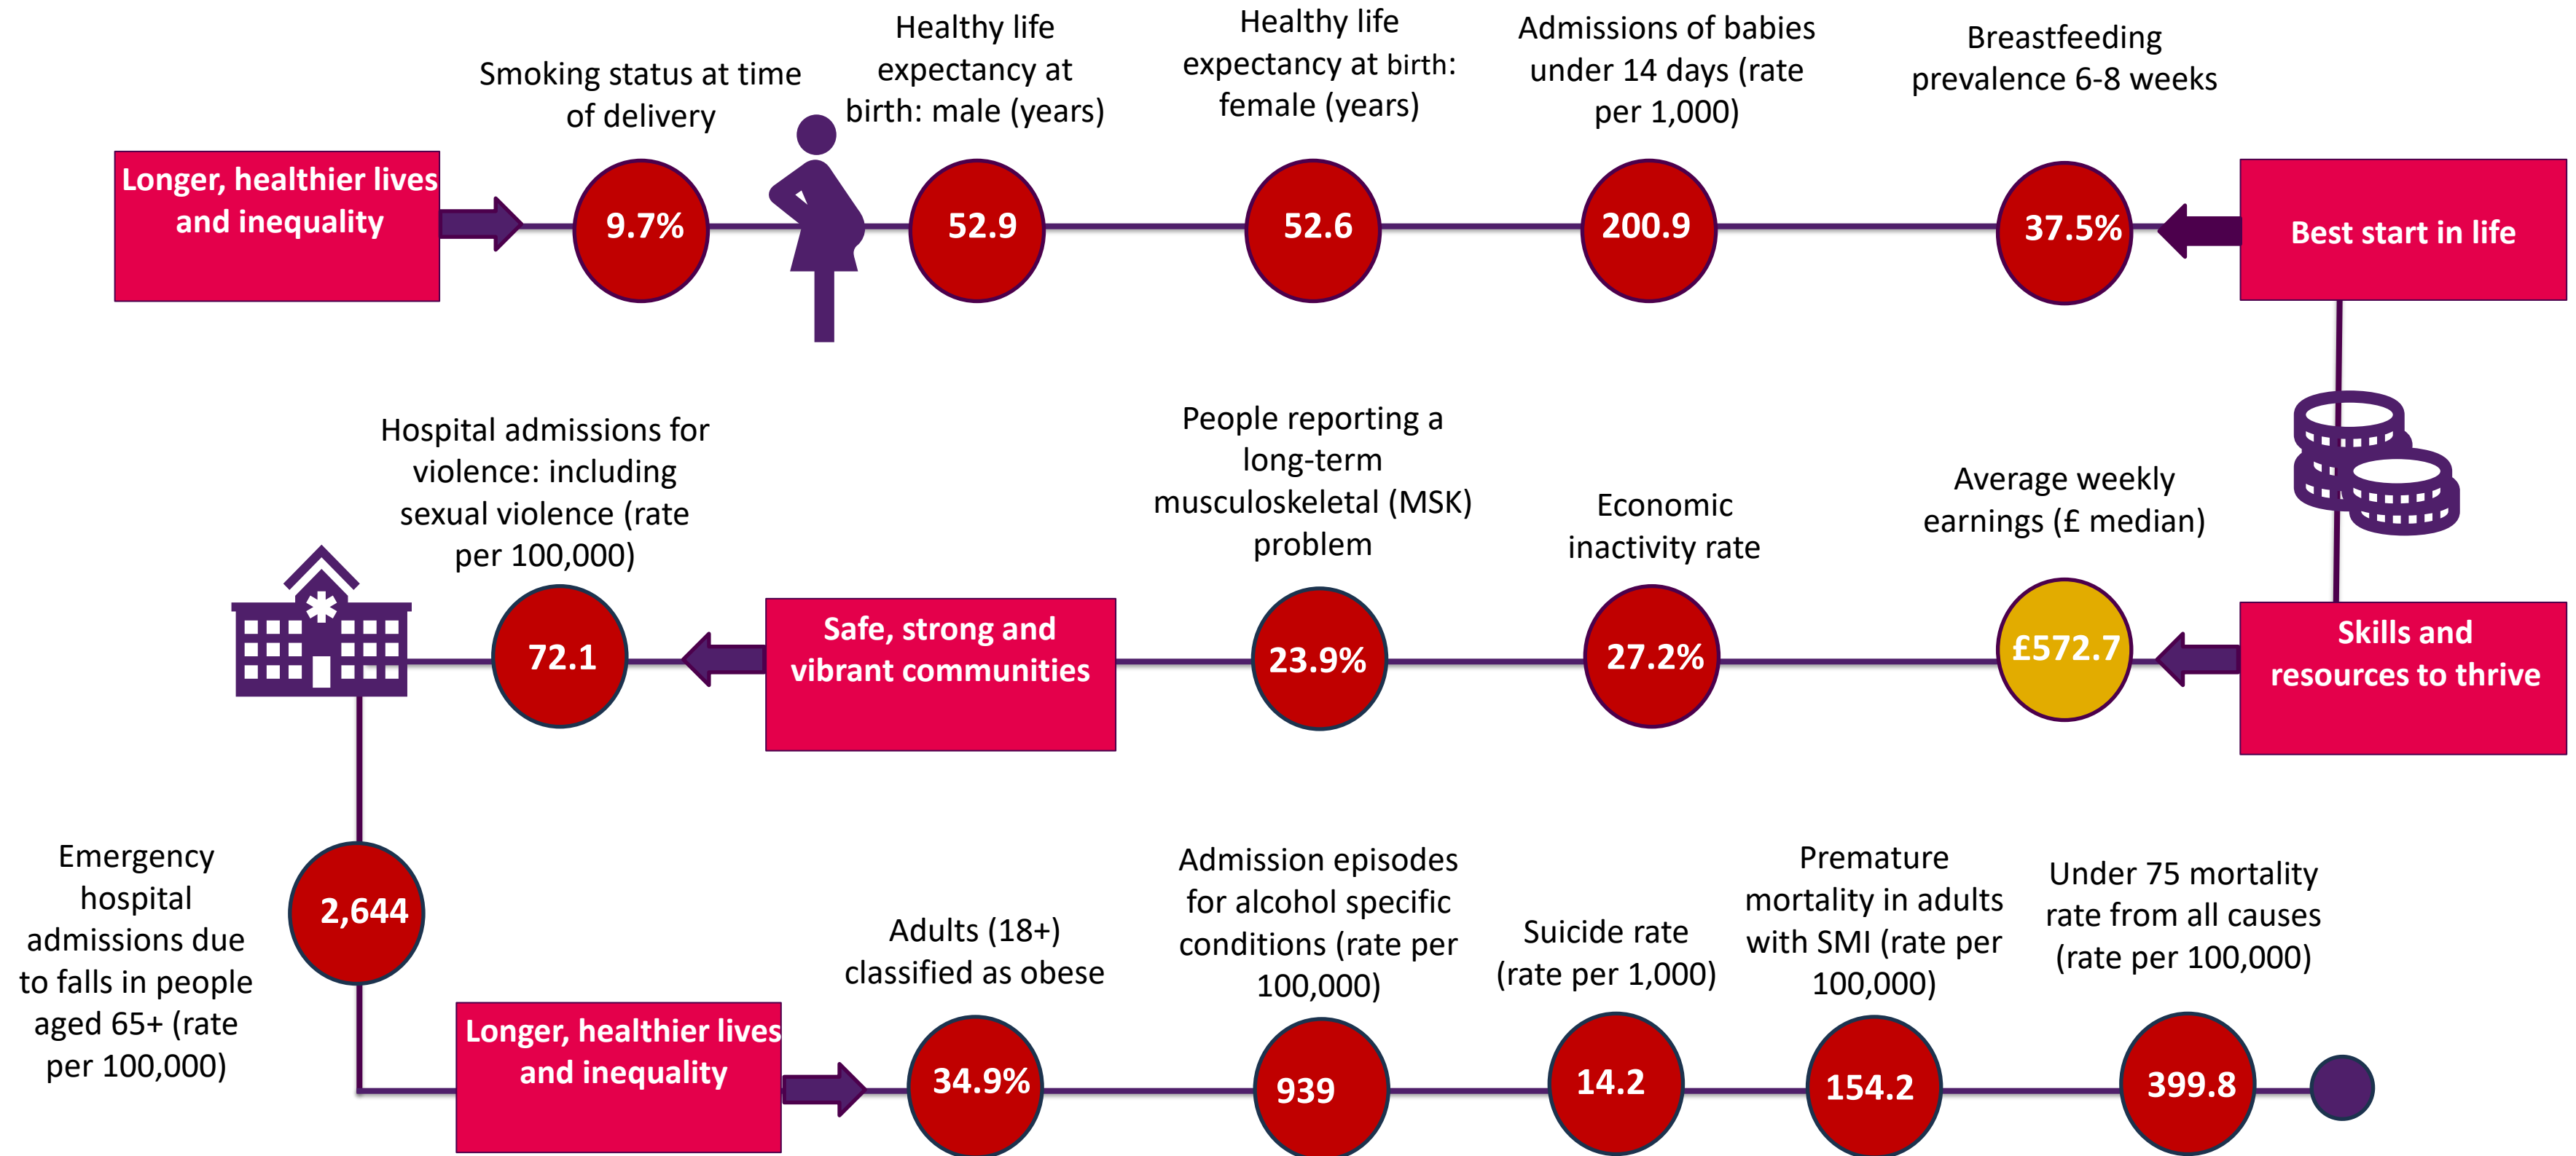 Longer, healthier lives
and inequality
Smoking status at time
of delivery
9.7%
Healthy life
expectancy at
birth: male (years)
52.9
Healthy life
expectancy at birth:
female (years)
52.6
Admissions of babies
under 14 days (rate
per 1,000)
200.9
Breastfeeding
prevalence 6-8 weeks
37.5%
Best start in life
Hospital admissions for
violence: including
sexual violence (rate
per 100,000)
72.1
Safe, strong and
vibrant communities
People reporting a
long-term
musculoskeletal (MSK)
problem
23.9%
Economic
inactivity rate
27.2%
Average weekly
earnings (£ median)
£572.7
Skills and
resources to thrive
Emergency
hospital
admissions due
to falls in people
aged 65+ (rate
per 100,000)
2,644
Longer, healthier lives
and inequality
Adults (18+)
classified as obese
34.9%
Admission episodes
for alcohol specific
conditions (rate per
100,000)
939
Suicide rate
(rate per 1,000)
14.2
Premature
mortality in adults
with SMI (rate per
100,000)
154.2
Under 75 mortality
rate from all causes
(rate per 100,000)
399.8